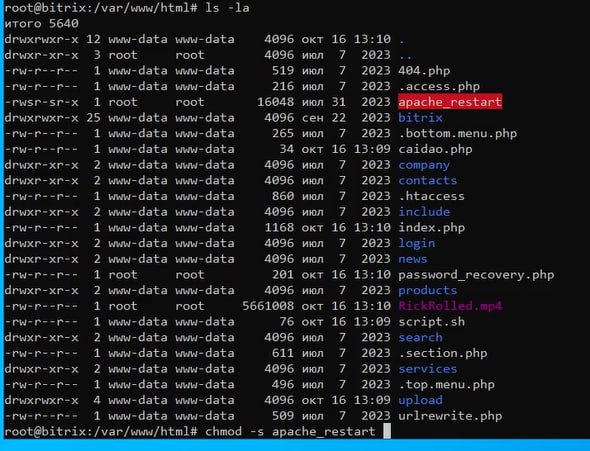 root@bitrix:/var/www/html# ls -la
итого 5640
drwxrwxr-x 12 www-data www-data    4096 окт 16 13:10 .
drwxr-xr-x  3 root     root        4096 июл  7  2023 ..
-rw-r--r--  1 www-data www-data     519 июл  7  2023 404.php
-rw-r--r--  1 www-data www-data     216 июл  7  2023 .access.php
-rwsr-sr-x  1 root     root       16048 июл 31  2023 apache_restart
drwxrwxr-x 25 www-data www-data    4096 сен 22  2023 bitrix
-rw-r--r--  1 www-data www-data     265 июл  7  2023 .bottom.menu.php
-rw-r--r--  1 www-data www-data      34 окт 16 13:09 caidao.php
drwxr-xr-x  2 www-data www-data    4096 июл  7  2023 company
drwxr-xr-x  2 www-data www-data    4096 июл  7  2023 contacts
-rw-r--r--  1 www-data www-data     860 июл  7  2023 .htaccess
drwxr-xr-x  2 www-data www-data    4096 июл  7  2023 include
-rw-r--r--  1 www-data www-data    1168 окт 16 13:10 index.php
drwxr-xr-x  2 www-data www-data    4096 июл  7  2023 login
drwxr-xr-x  2 www-data www-data    4096 июл  7  2023 news
-rw-r--r--  1 root     root         201 окт 16 13:10 password_recovery.php
drwxr-xr-x  2 www-data www-data    4096 июл  7  2023 products
-rw-r--r--  1 root     root     5661008 окт 16 13:10 RickRolled.mp4
-rw-r--r--  1 www-data www-data      76 окт 16 13:09 script.sh
drwxr-xr-x  2 www-data www-data    4096 июл  7  2023 search
-rw-r--r--  1 www-data www-data     611 июл  7  2023 .section.php
drwxr-xr-x  2 www-data www-data    4096 июл  7  2023 services
-rw-r--r--  1 www-data www-data     496 июл  7  2023 .top.menu.php
drwxrwxr-x  4 www-data www-data    4096 окт 16 13:09 upload
-rw-r--r--  1 www-data www-data     509 июл  7  2023 urlrewrite.php
root@bitrix:/var/www/html# chmod -s apache_restart